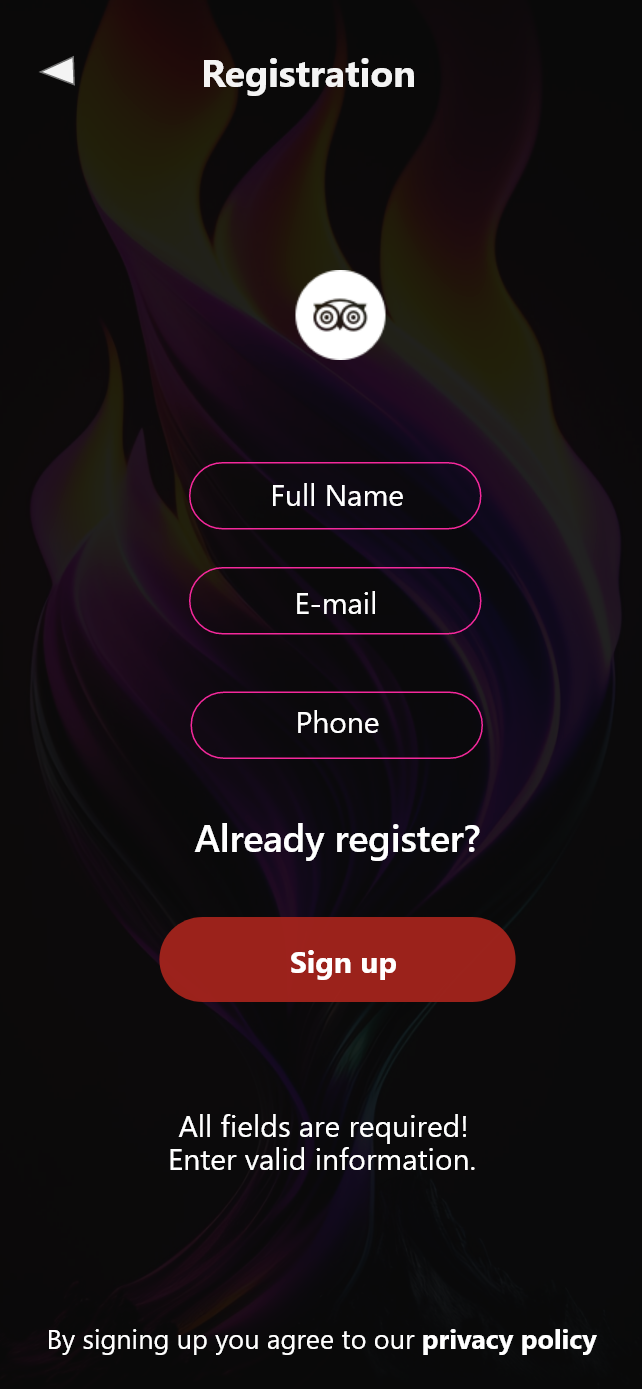 Registration
Full Name
E-mail
Phone
Already register?
Sign up
All fields are required!
Enter valid information.
By signing up you agree to our privacy policy